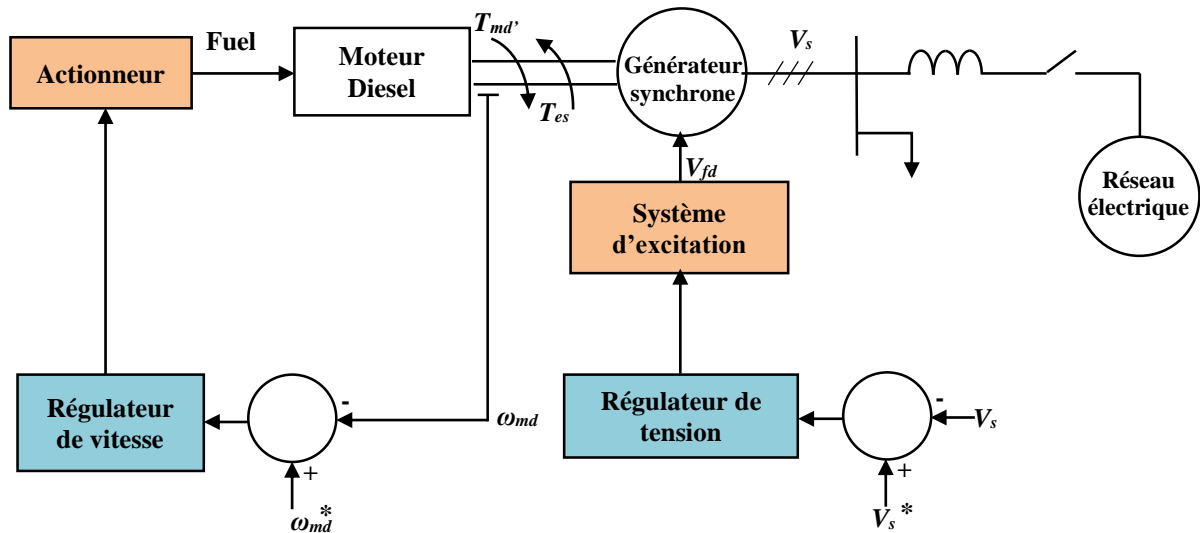 Fuel
Actionneur
Moteur
Diesel
T_md'
T_es
Générateur
synchrone
V_s
Réseau
électrique
V_fd
Système
d'excitation
Régulateur
de vitesse
-
+
ω_md
ω_md*
Régulateur de
tension
-
+
V_s
V_s*